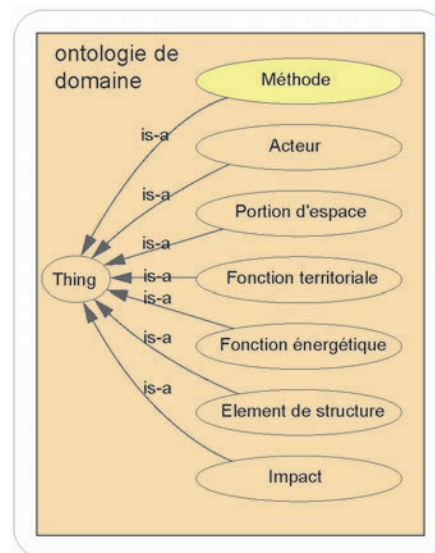 ontologie de
domaine
Méthode
is-a
Acteur
is-a
Portion d'espace
is-a
Thing
is-a
Fonction territoriale
is-a
Fonction énergétique
is-a
Element de structure
is-a
Impact